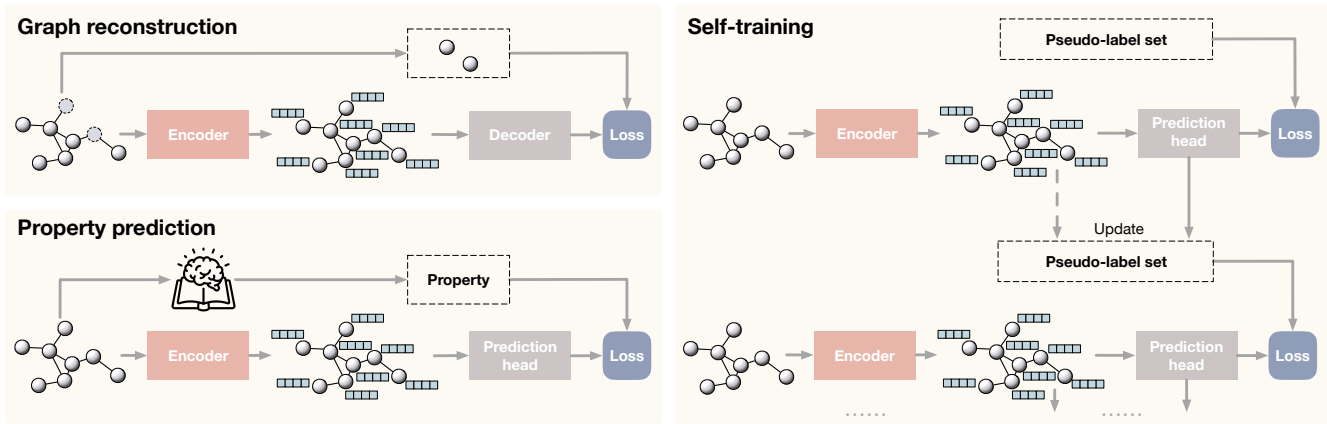 Graph reconstruction
Encoder
Decoder
Loss
Property prediction
Property
Encoder
Prediction
head
Loss
Self-training
Pseudo-label set
Encoder
Prediction
head
Loss
Update
Pseudo-label set
Encoder
Prediction
head
Loss
......
......